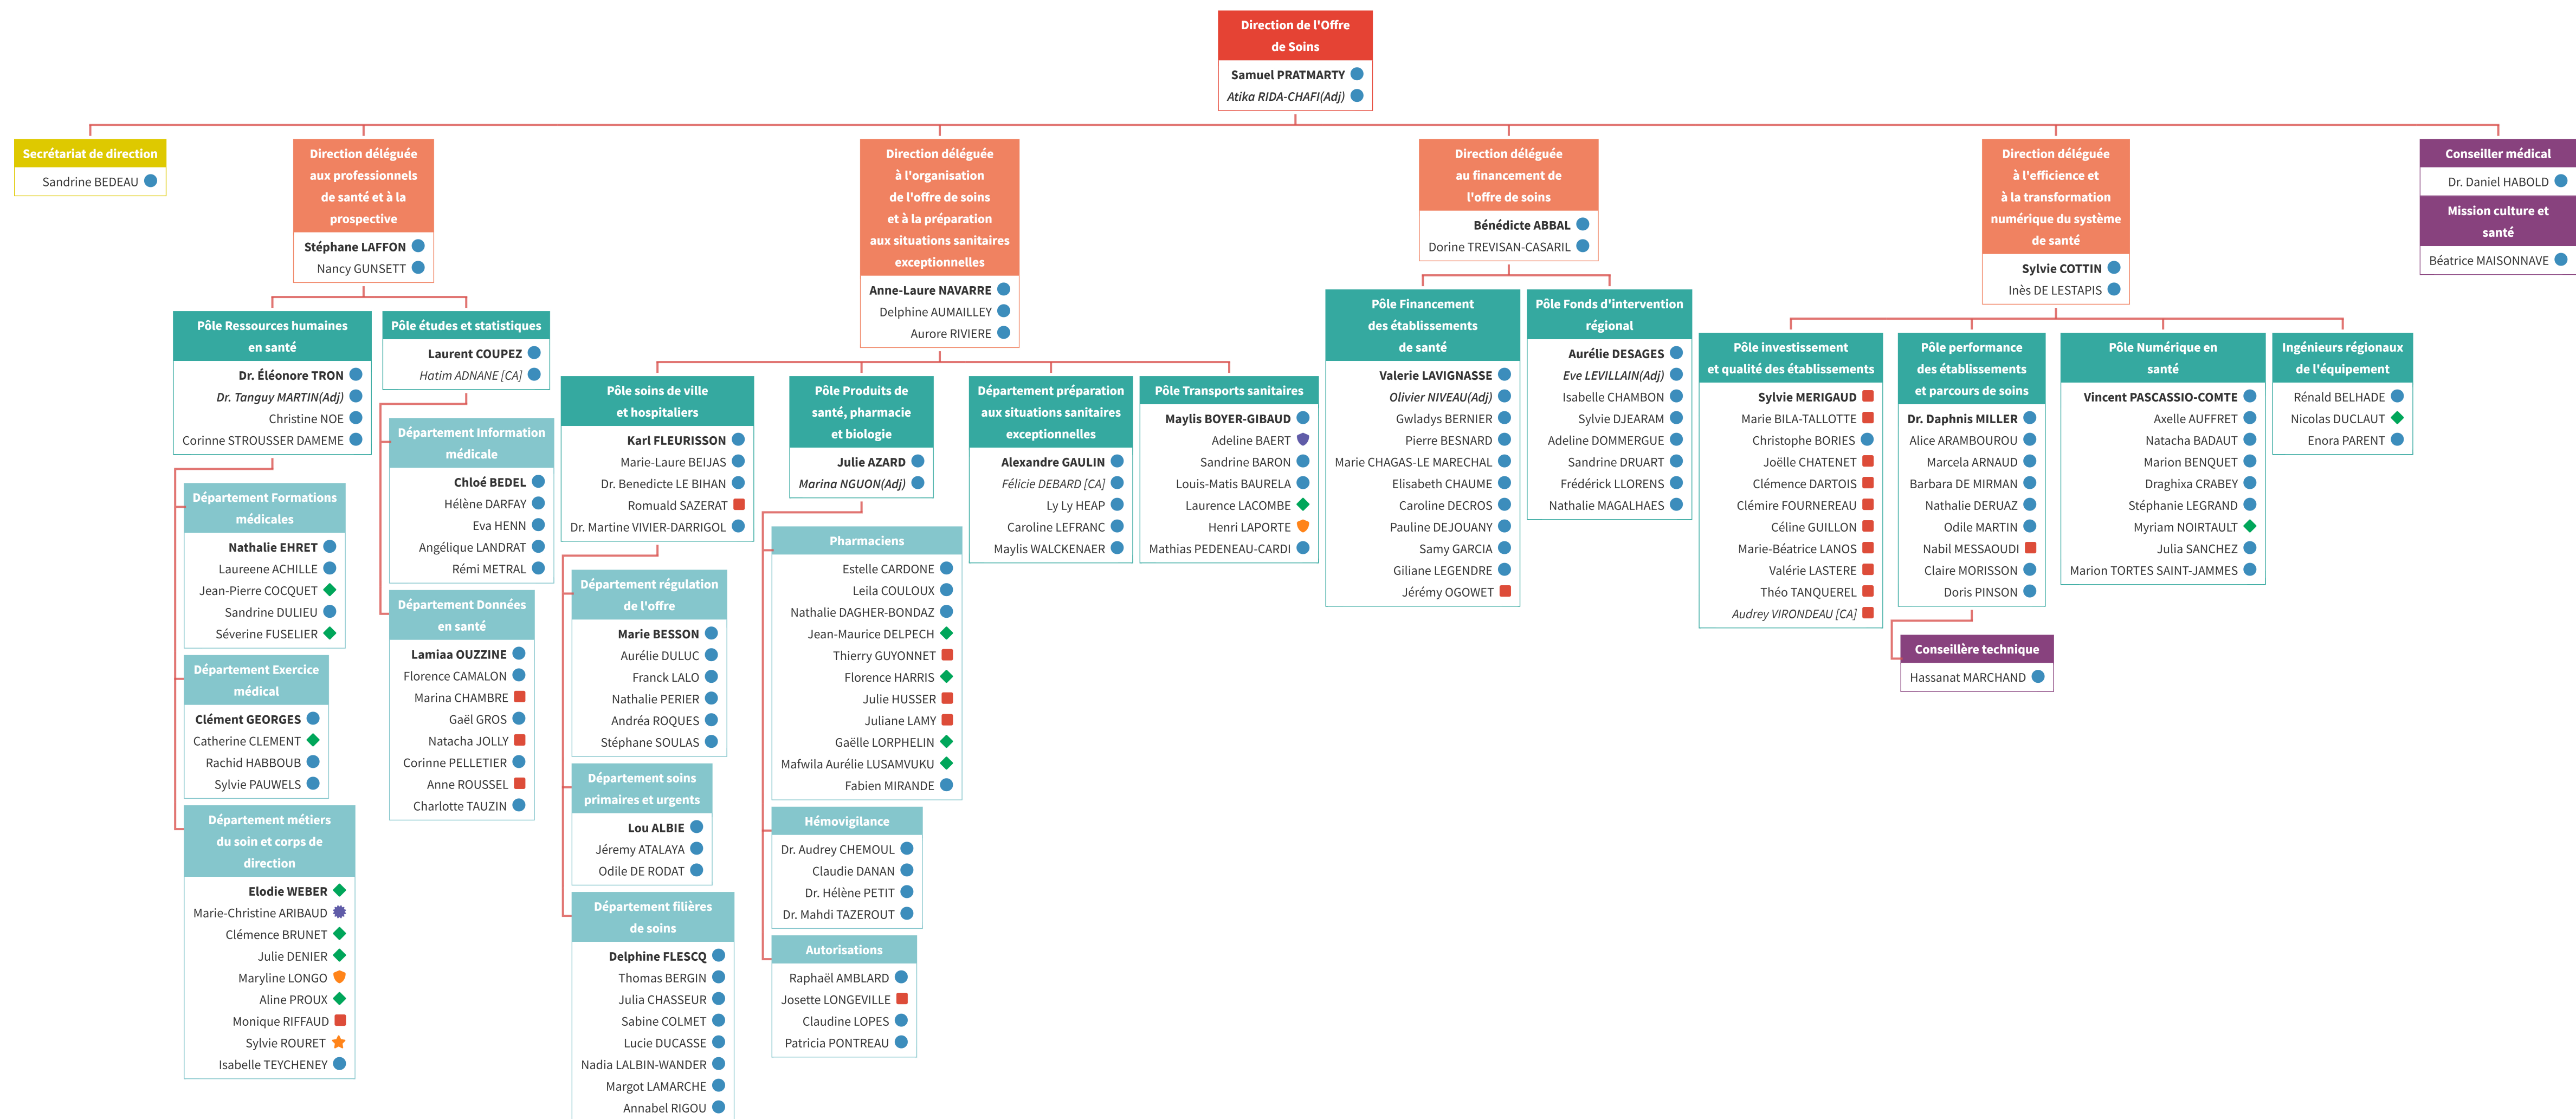 Direction de l'Offre
de Soins
Samuel PRATMARTY
Atika RIDA-CHAFI(Adj)
Secrétariat de direction
Sandrine BEDEAU
Direction déléguée
aux professionnels
de santé et à la
prospective
Stéphane LAFFON
Nancy GUNSETT
Pôle Ressources humaines
en santé
Dr. Éléonore TRON
Dr. Tanguy MARTIN(Adj)
Christine NOE
Corinne STROUSSER DAMEME
Département Formations
médicales
Nathalie EHRET
Laureene ACHILLE
Jean-Pierre COCQUET
Sandrine DULIEU
Séverine FUSELIER
Département Exercice
médical
Clément GEORGES
Catherine CLEMENT
Rachid HABBOUB
Sylvie PAUWELS
Département métiers
du soin et corps de
direction
Elodie WEBER
Marie-Christine ARIBAUD
Clémence BRUNET
Julie DENIER
Maryline LONGO
Aline PROUX
Monique RIFFAUD
Sylvie ROURET
Isabelle TEYCHENEY
Pôle études et statistiques
Laurent COUPEZ
Hatim ADNANE [CA]
Département Information
médicale
Chloé BEDEL
Hélène DARFAY
Eva HENN
Angélique LANDRAT
Rémi METRAL
Département Données
en santé
Lamiaa OUZZINE
Florence CAMALON
Marina CHAMBRE
Gaël GROS
Natacha JOLLY
Corinne PELLETIER
Anne ROUSSEL
Charlotte TAUZIN
Direction déléguée
à l'organisation
de l'offre de soins
et à la préparation
aux situations sanitaires
exceptionnelles
Anne-Laure NAVARRE
Delphine AUMAILLEY
Aurore RIVIERE
Pôle soins de ville
et hospitaliers
Karl FLEURISSON
Marie-Laure BEIJAS
Dr. Benedicte LE BIHAN
Romuald SAZERAT
Dr. Martine VIVIER-DARRIGOL
Département régulation
de l'offre
Marie BESSON
Aurélie DULUC
Franck LALO
Nathalie PERIER
Andréa ROQUES
Stéphane SOULAS
Département soins
primaires et urgents
Lou ALBIE
Jéremy ATALAYA
Odile DE RODAT
Département filières
de soins
Delphine FLESCQ
Thomas BERGIN
Julia CHASSEUR
Sabine COLMET
Lucie DUCASSE
Nadia LALBIN-WANDER
Margot LAMARCHE
Annabel RIGOU
Pôle Produits de
santé, pharmacie
et biologie
Julie AZARD
Marina NGUON(Adj)
Pharmaciens
Estelle CARDONE
Leila COULOUX
Nathalie DAGHER-BONDAZ
Jean-Maurice DELPECH
Thierry GUYONNET
Florence HARRIS
Julie HUSSER
Juliane LAMY
Gaëlle LORPHELIN
Mafwila Aurélie LUSAMVUKU
Fabien MIRANDE
Hémovigilance
Dr. Audrey CHEMOUL
Claudie DANAN
Dr. Hélène PETIT
Dr. Mahdi TAZEROUT
Autorisations
Raphaël AMBLARD
Josette LONGEVILLE
Claudine LOPES
Patricia PONTREAU
Département préparation
aux situations sanitaires
exceptionnelles
Alexandre GAULIN
Félicie DEBARD [CA]
Ly Ly HEAP
Caroline LEFRANC
Maylis WALCKENAER
Pôle Transports sanitaires
Maylis BOYER-GIBAUD
Adeline BAERT
Sandrine BARON
Louis-Matis BAURELA
Laurence LACOMBE
Henri LAPORTE
Mathias PEDENEAU-CARDI
Direction déléguée
au financement de
l'offre de soins
Bénédicte ABBAL
Dorine TREVISAN-CASARIL
Pôle Financement
des établissements
de santé
Valerie LAVIGNASSE
Olivier NIVEAU(Adj)
Gwladys BERNIER
Pierre BESNARD
Marie CHAGAS-LE MARECHAL
Elisabeth CHAUME
Caroline DECROS
Pauline DEJOUANY
Samy GARCIA
Giliane LEGENDRE
Jérémy OGOWET
Pôle Fonds d'intervention
régional
Aurélie DESAGES
Eve LEVILLAIN(Adj)
Isabelle CHAMBON
Sylvie DJEARAM
Adeline DOMMERGUE
Sandrine DRUART
Frédérick LLORENS
Nathalie MAGALHAES
Direction déléguée
à l'efficience et
à la transformation
numérique du système
de santé
Sylvie COTTIN
Inès DE LESTAPIS
Pôle investissement
et qualité des établissements
Sylvie MERIGAUD
Marie BILA-TALLOTTE
Christophe BORIES
Joëlle CHATENET
Clémence DARTOIS
Clémire FOURNEREAU
Céline GUILLON
Marie-Béatrice LANOS
Valérie LASTERE
Théo TANQUEREL
Audrey VIRONDEAU [CA]
Pôle performance
des établissements
et parcours de soins
Dr. Daphnis MILLER
Alice ARAMBOUROU
Marcela ARNAUD
Barbara DE MIRMAN
Nathalie DERUAZ
Odile MARTIN
Nabil MESSAOUDI
Claire MORISSON
Doris PINSON
Conseillère technique
Hassanat MARCHAND
Pôle Numérique en
santé
Vincent PASCASSIO-COMTE
Axelle AUFFRET
Natacha BADAUT
Marion BENQUET
Draghixa CRABEY
Stéphanie LEGRAND
Myriam NOIRTAULT
Julia SANCHEZ
Marion TORTES SAINT-JAMMES
Ingénieurs régionaux
de l'équipement
Rénald BELHADE
Nicolas DUCLAUT
Enora PARENT
Conseiller médical
Dr. Daniel HABOLD
Mission culture et
santé
Béatrice MAISONNAVE